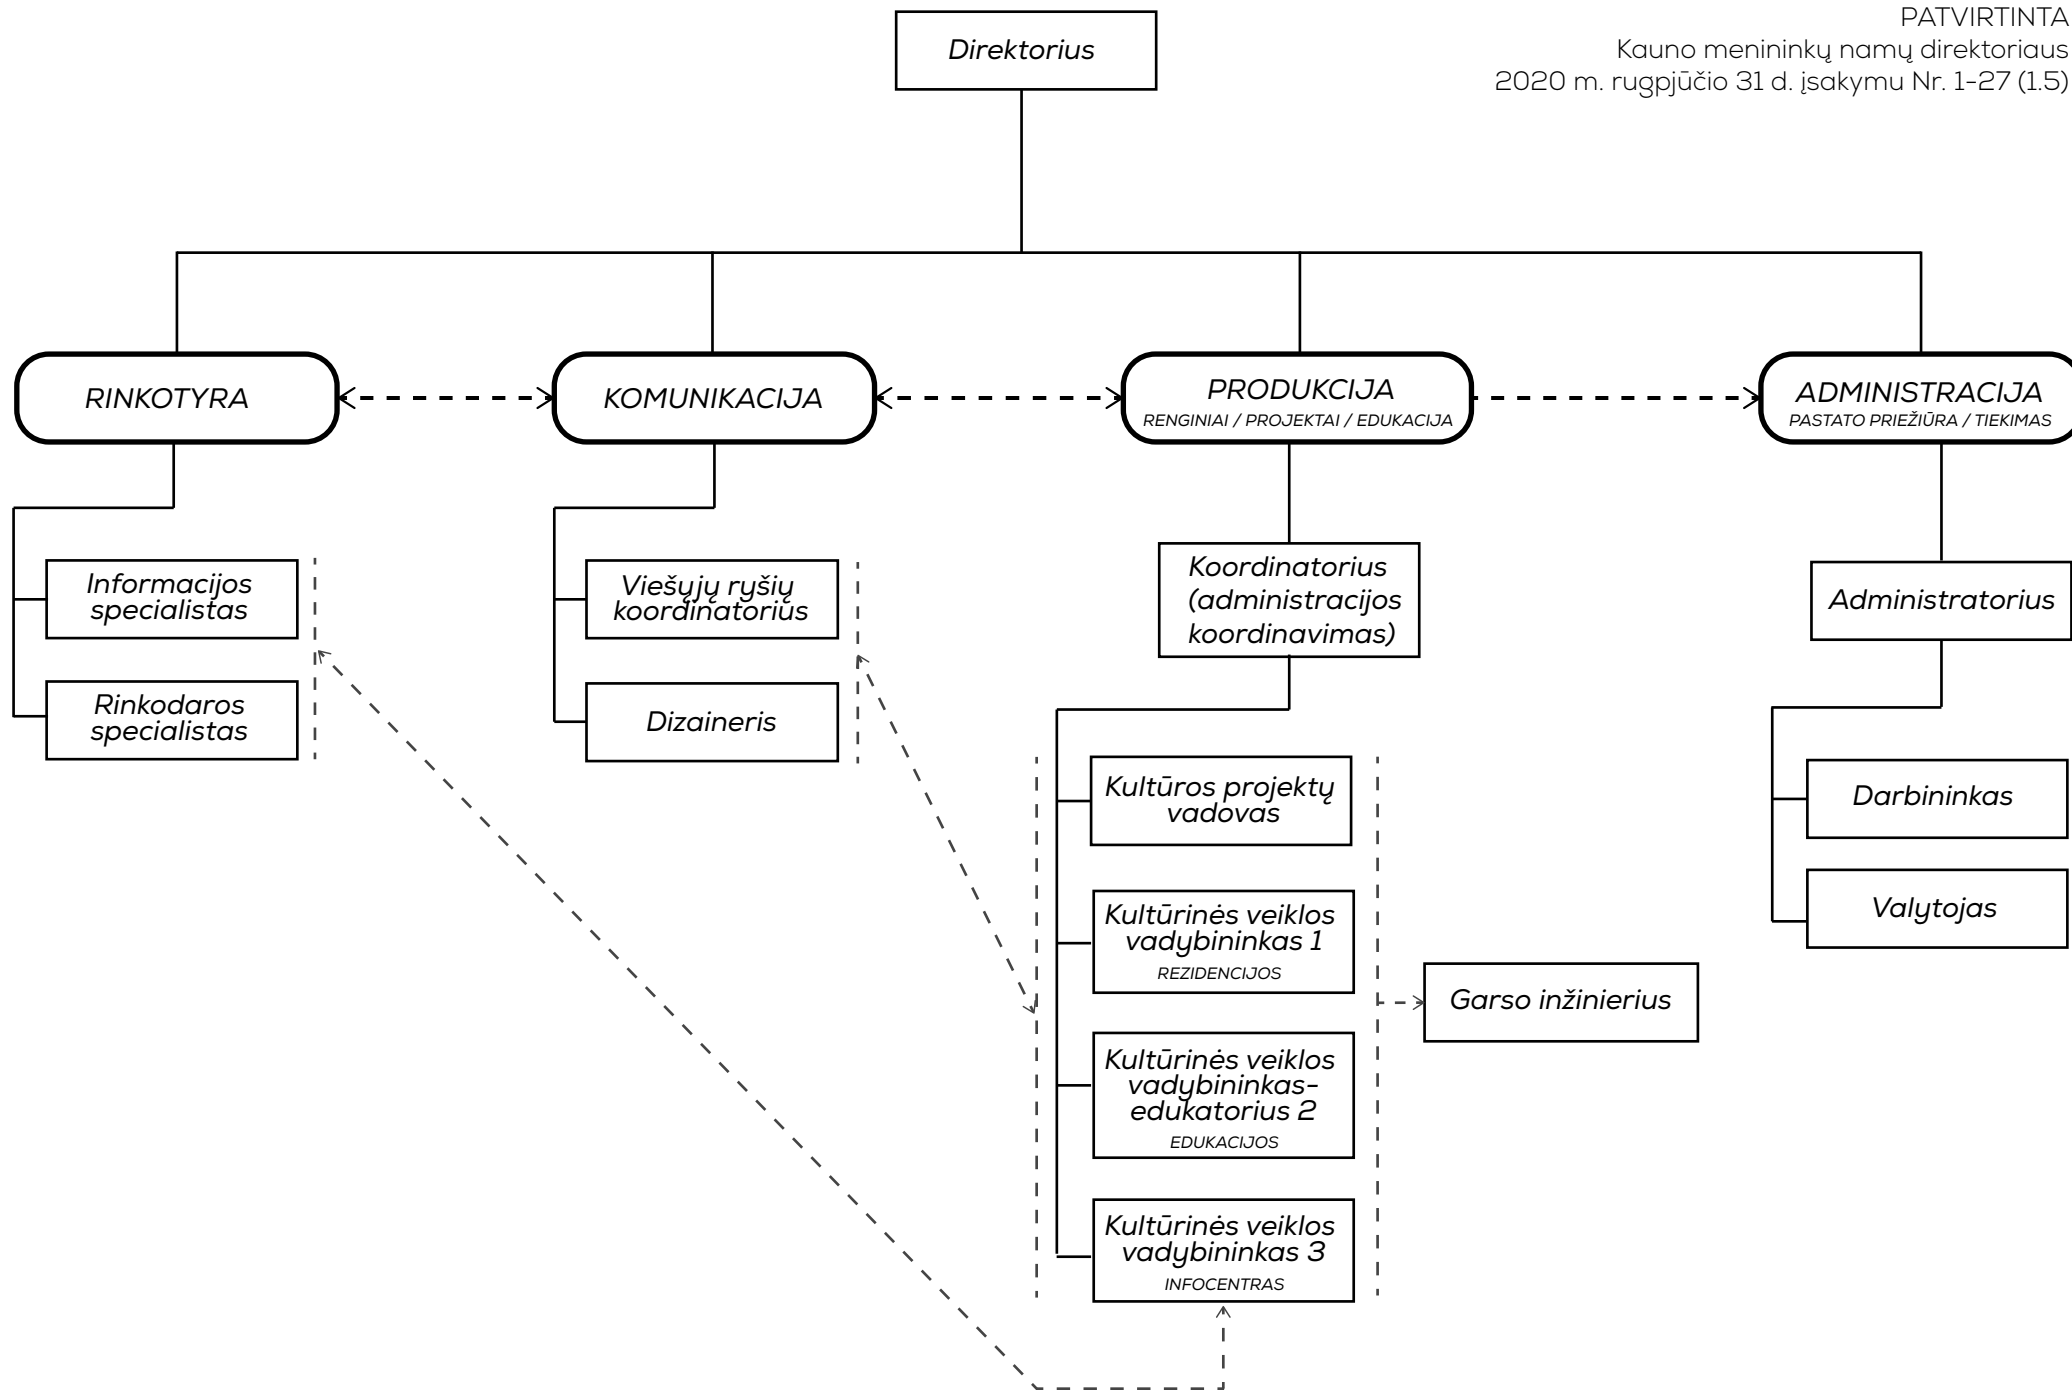 PATVIRTINTA
Kauno menininkų namų direktoriaus
2020 m. rugpjūčio 31 d. įsakymu Nr. 1-27 (1.5)
Direktorius
RINKOTYRA
KOMUNIKACIJA
PRODUKCIJA
RENGINIAI / PROJEKTAI / EDUKACIJA
ADMINISTRACIJA
PASTATO PRIEŽIŪRA / TIEKIMAS
Informacijos
specialistas
Rinkodaros
specialistas
Viešųjų ryšių
koordinatorius
Dizaineris
Koordinatorius
(administracijos
koordinavimas)
Kultūros projektų
vadovas
Kultūrinės veiklos
vadybininkas 1
REZIDENCIJOS
Kultūrinės veiklos
vadybininkas-
edukatorius 2
EDUKACIJOS
Kultūrinės veiklos
vadybininkas 3
INFOCENTRAS
Garso inžinierius
Administratorius
Darbininkas
Valytojas